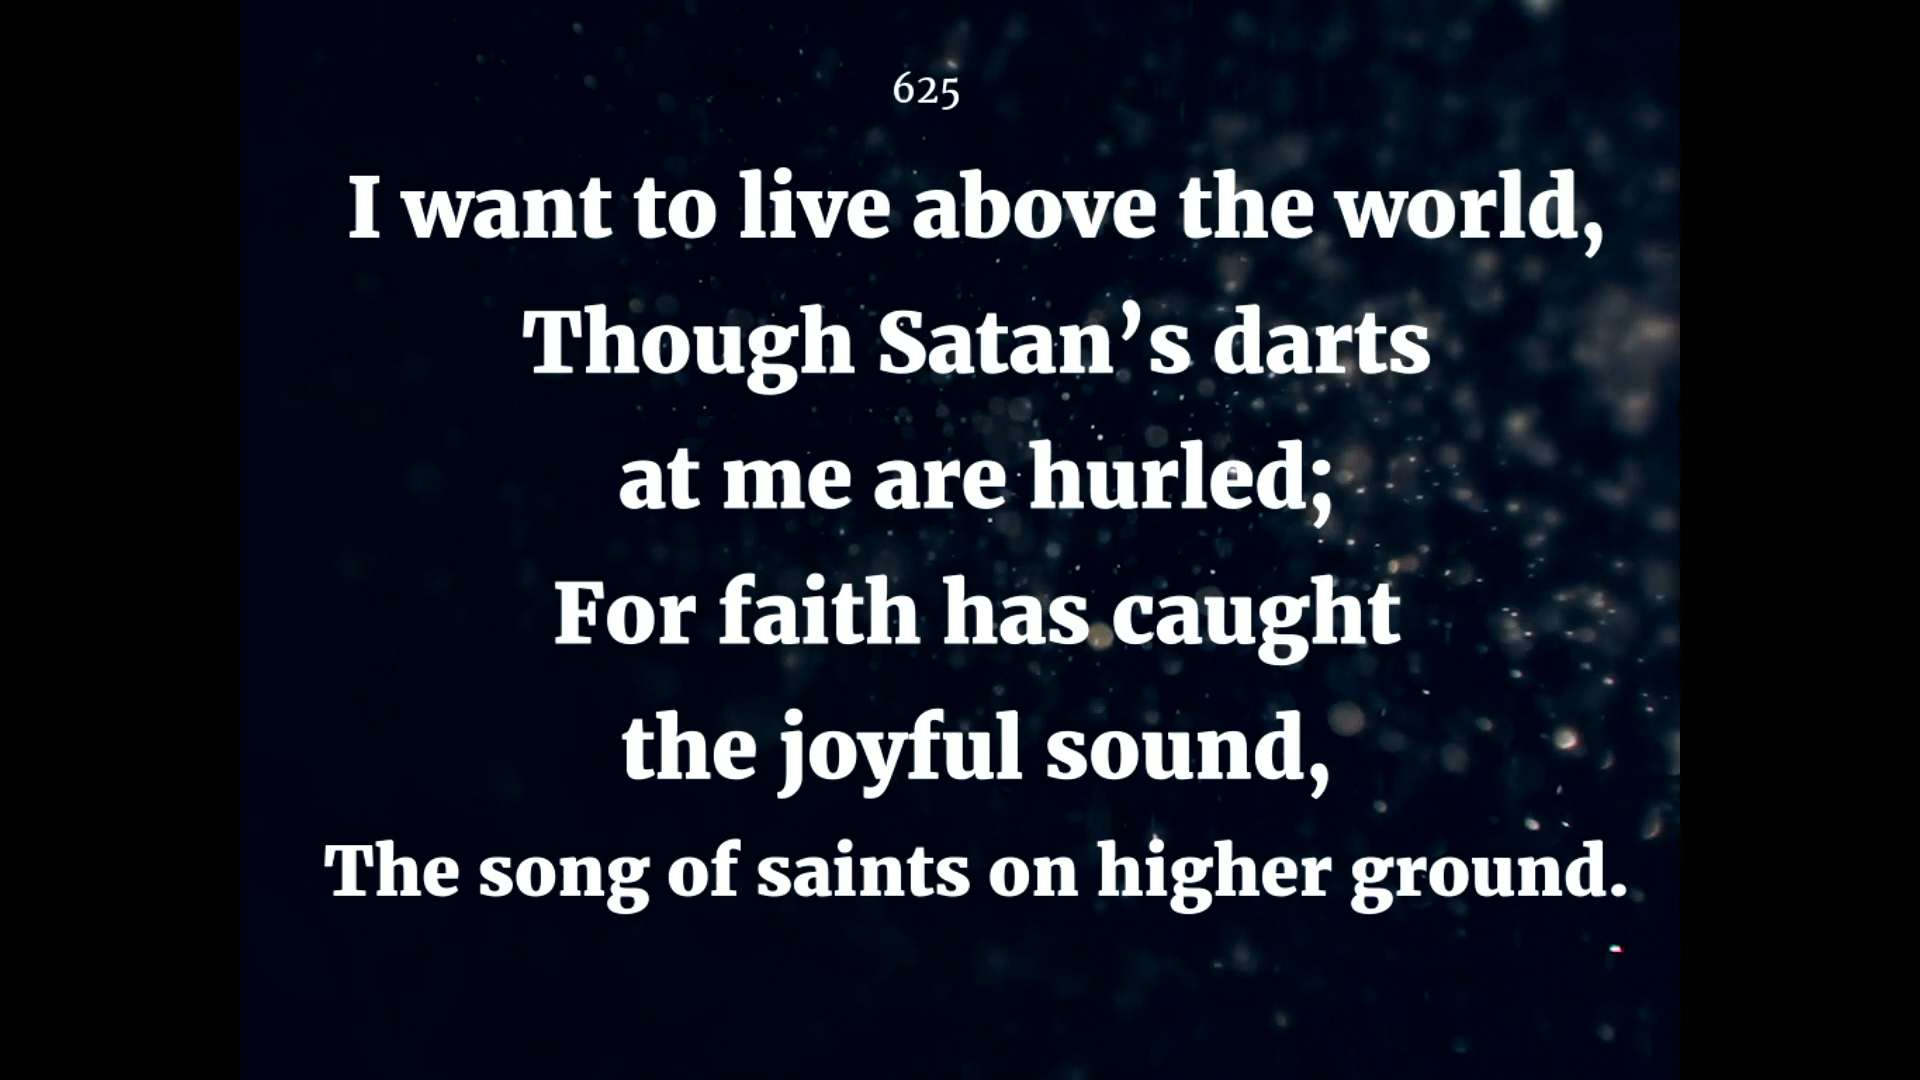 625
I want to live above the world,
Though Satan’s darts
at me are hurled;
For faith has caught
the joyful sound,
The song of saints on higher ground.